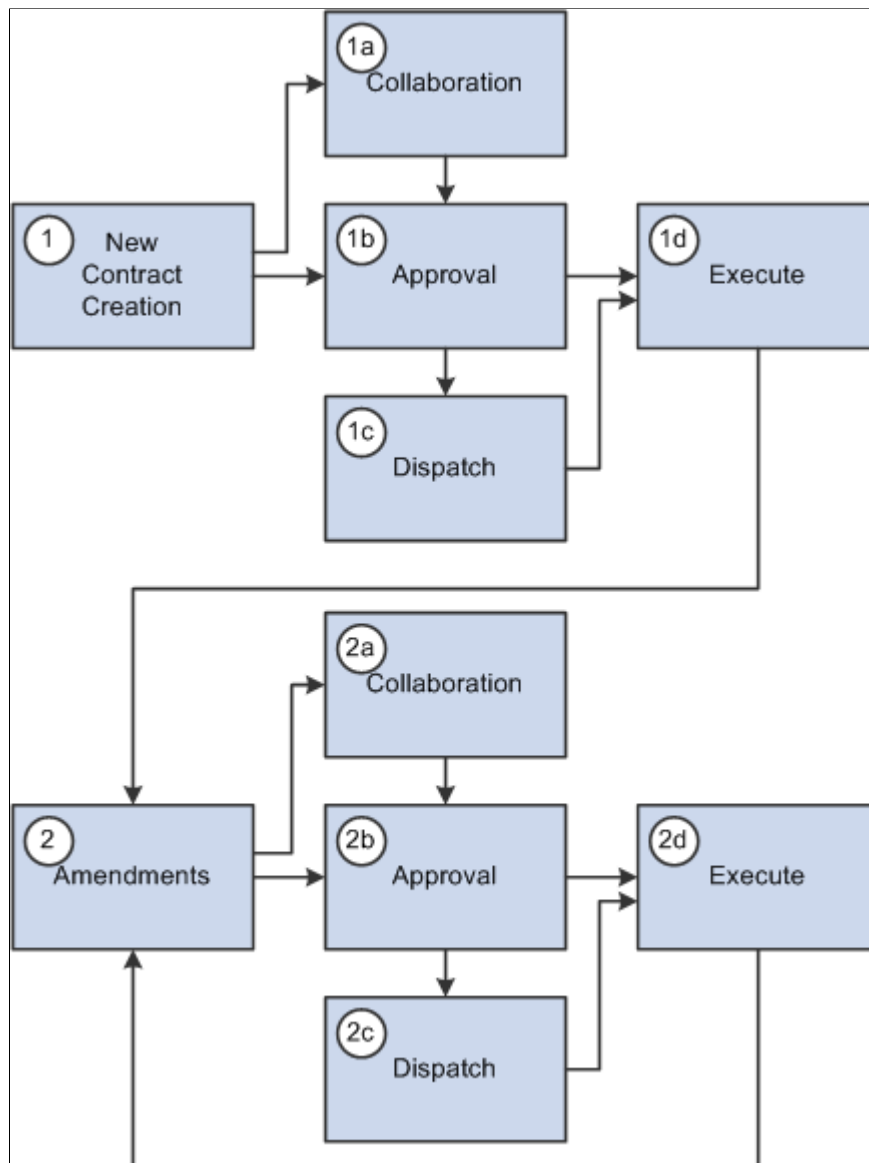 1a
Collaboration
1
New
Contract
Creation
1b
Approval
1d
Execute
1c
Dispatch
2a
Collaboration
2
Amendments
2b
Approval
2d
Execute
2c
Dispatch